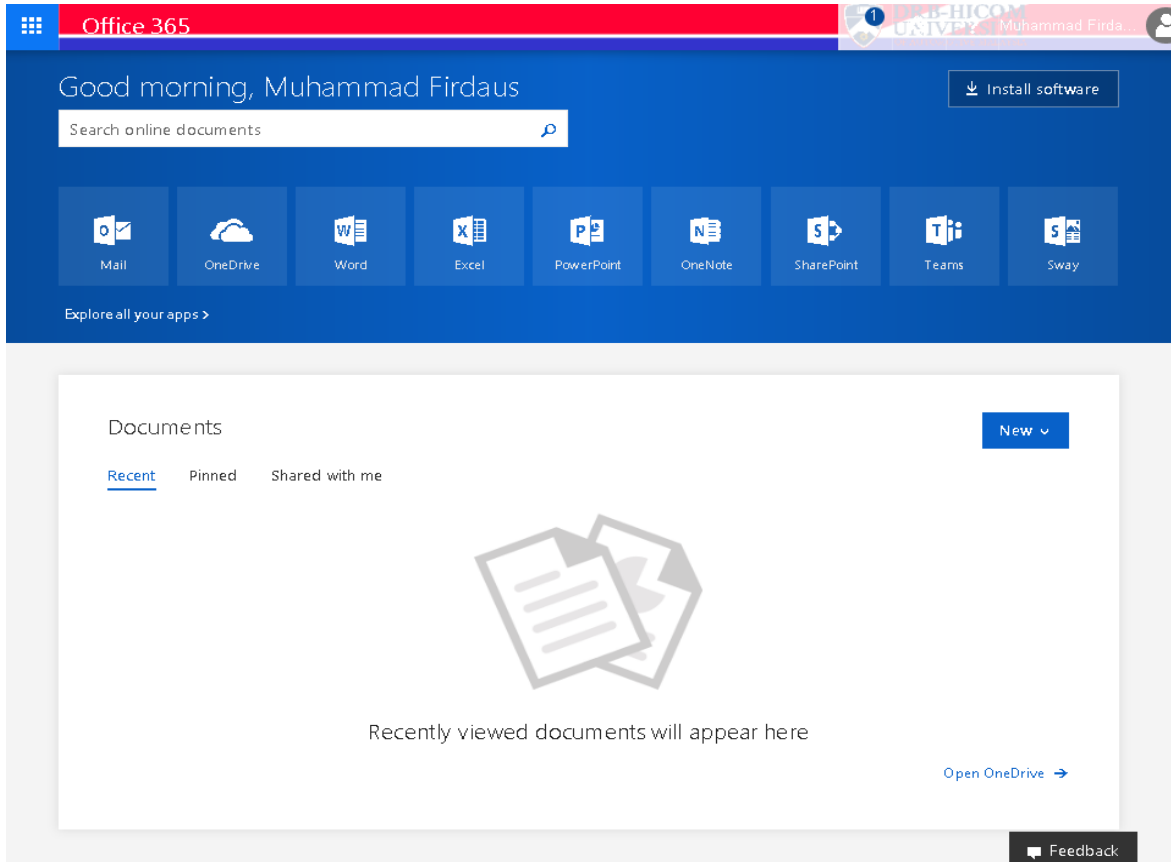 Office 365
1
DRB-HICOM
Muhammad Firda...
Good morning, Muhammad Firdaus
Install software
Search online documents
Mail
OneDrive
Word
Excel
PowerPoint
OneNote
SharePoint
Teams
Sway
Explore all your apps >
Documents
New
Recent Pinned Shared with me
Recently viewed documents will appear here
Open OneDrive →
Feedback